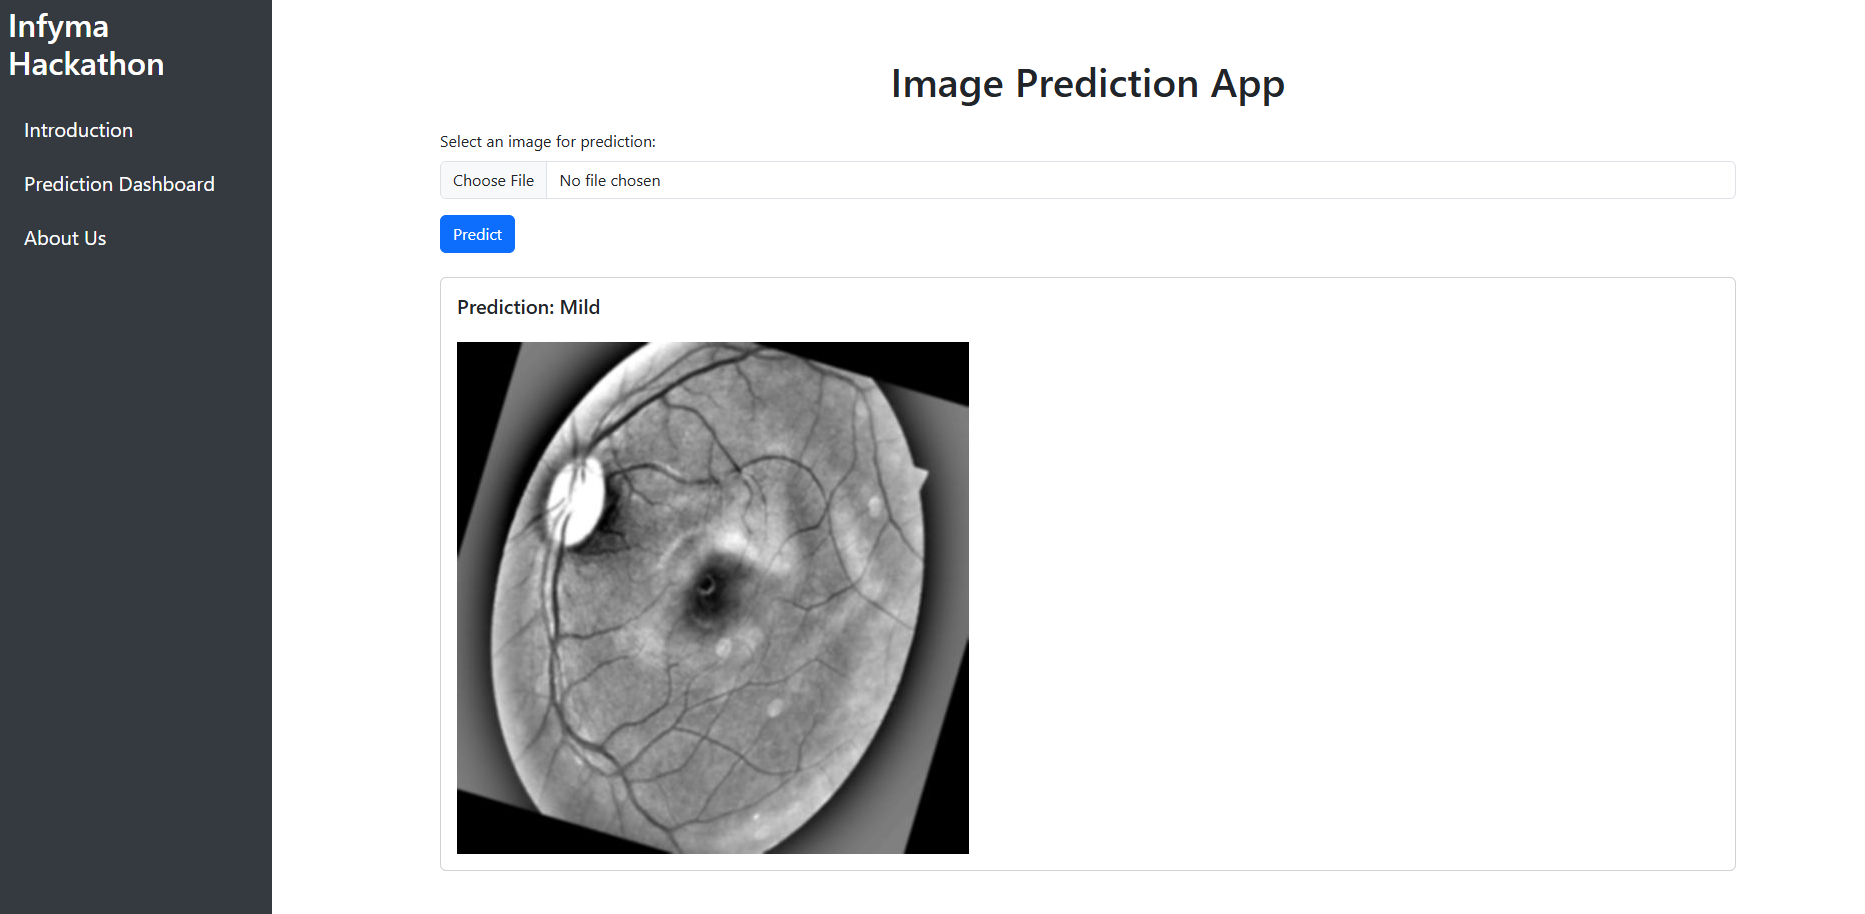 Infyma
Hackathon
Introduction
Prediction Dashboard
About Us
Image Prediction App
Select an image for prediction:
Choose File No file chosen
Predict
Prediction: Mild